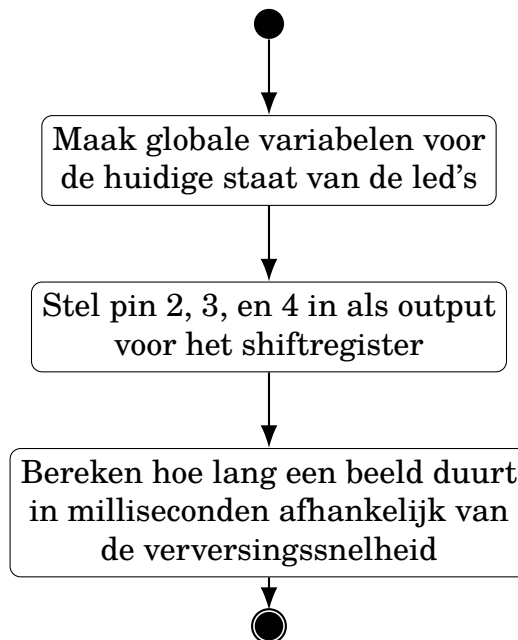 Maak globale variabelen voor
de huidige staat van de led's
Stel pin 2, 3, en 4 in als output
voor het shiftregister
Bereken hoe lang een beeld duurt
in milliseconden afhankelijk van
de verversingssnelheid